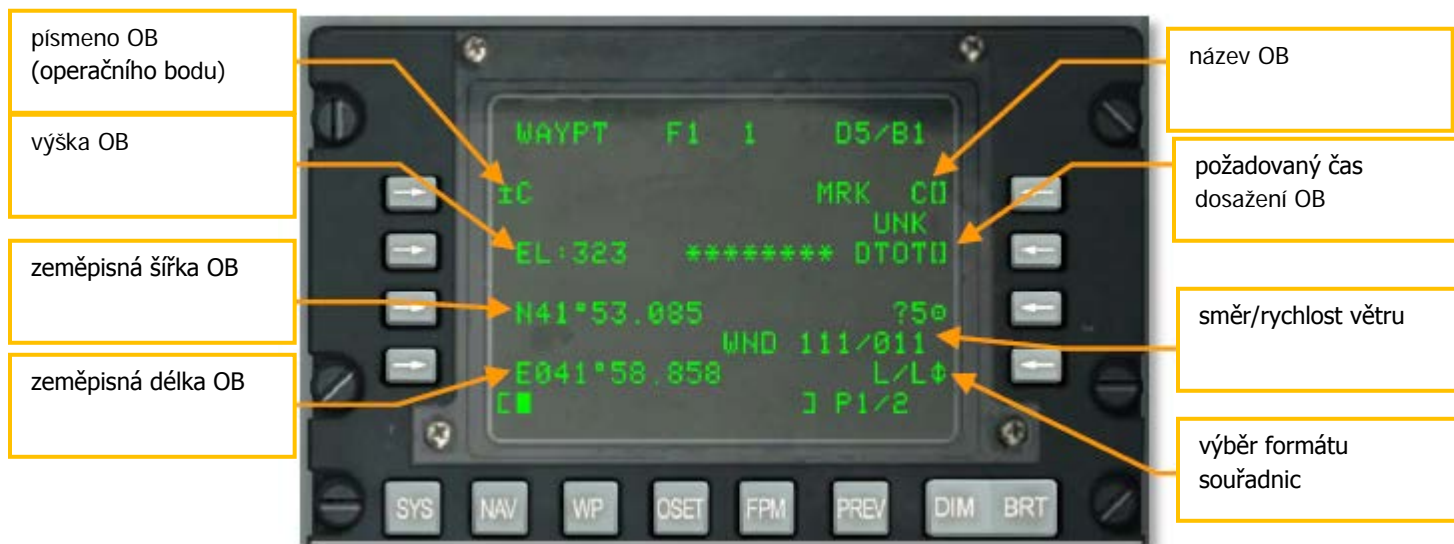 písmeno OB
(operačního bodu)
výška OB
zeměpisná šířka OB
zeměpisná délka OB
WAYPT F1 1 D5/B1
±C MRK C[]
UNK
EL:323 ******** DTOT[]
N41°53.085 ?5⊙
WND 111/011
E041°58.858 L/L⌽
[█ ] P1/2
SYS NAV WP OSET FPM PREV DIM BRT
název OB
požadovaný čas
dosažení OB
směr/rychlost větru
výběr formátu
souřadnic